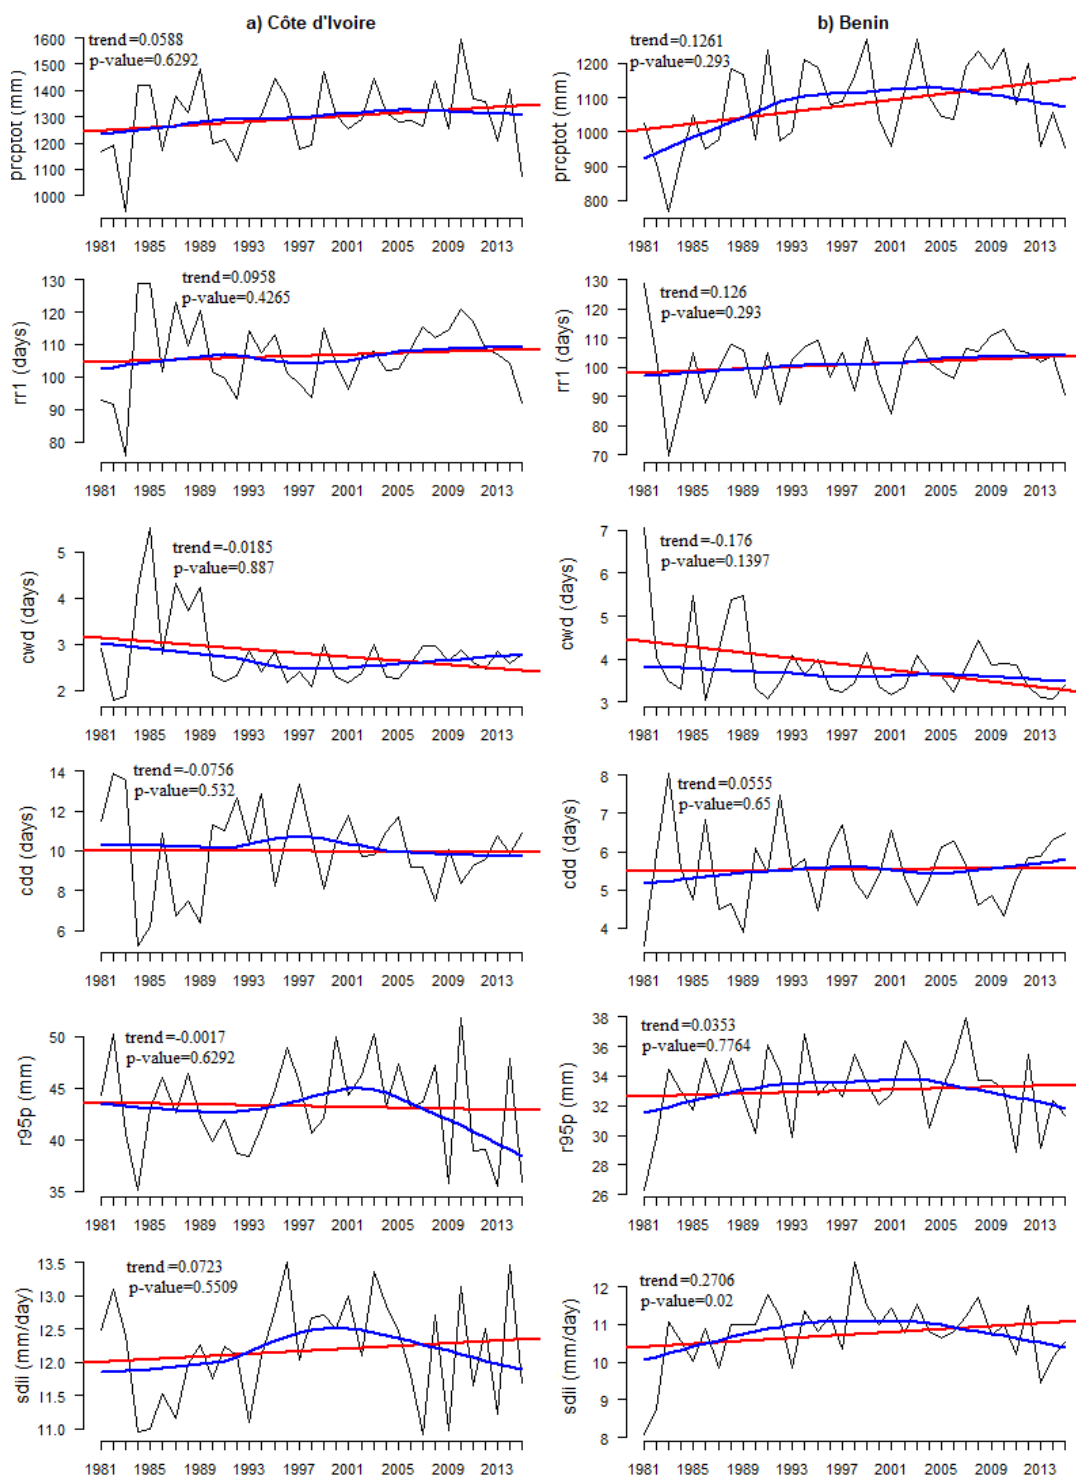 a) Côte d'Ivoire
trend=0.0588
p-value=0.6292
prcptot (mm)
1600
1500
1400
1300
1200
1100
1000
1981 1985 1989 1993 1997 2001 2005 2009 2013
b) Benin
trend=0.1261
p-value=0.293
prcptot (mm)
1200
1100
1000
900
800
1981 1985 1989 1993 1997 2001 2005 2009 2013
trend=0.0958
p-value=0.4265
rr1 (days)
130
120
110
100
90
80
1981 1985 1989 1993 1997 2001 2005 2009 2013
trend=0.126
p-value=0.293
rr1 (days)
130
120
110
100
90
80
70
1981 1985 1989 1993 1997 2001 2005 2009 2013
trend=-0.0185
p-value=0.887
cwd (days)
5
4
3
2
1981 1985 1989 1993 1997 2001 2005 2009 2013
trend=-0.176
p-value=0.1397
cwd (days)
7
6
5
4
3
1981 1985 1989 1993 1997 2001 2005 2009 2013
trend=-0.0756
p-value=0.532
cdd (days)
14
12
10
8
6
1981 1985 1989 1993 1997 2001 2005 2009 2013
trend=0.0555
p-value=0.65
cdd (days)
8
7
6
5
4
1981 1985 1989 1993 1997 2001 2005 2009 2013
trend=-0.0017
p-value=0.6292
r95p (mm)
50
45
40
35
1981 1985 1989 1993 1997 2001 2005 2009 2013
trend=0.0353
p-value=0.7764
r95p (mm)
38
36
34
32
30
28
26
1981 1985 1989 1993 1997 2001 2005 2009 2013
trend=0.0723
p-value=0.5509
sdii (mm/day)
13.5
13.0
12.5
12.0
11.5
11.0
1981 1985 1989 1993 1997 2001 2005 2009 2013
trend=0.2706
p-value=0.02
sdii (mm/day)
12
11
10
9
8
1981 1985 1989 1993 1997 2001 2005 2009 2013